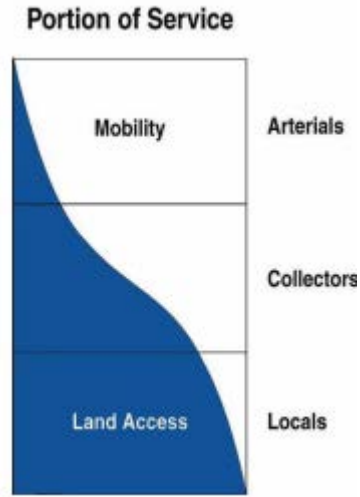 Portion of Service
Mobility
Arterials
Collectors
Land Access
Locals